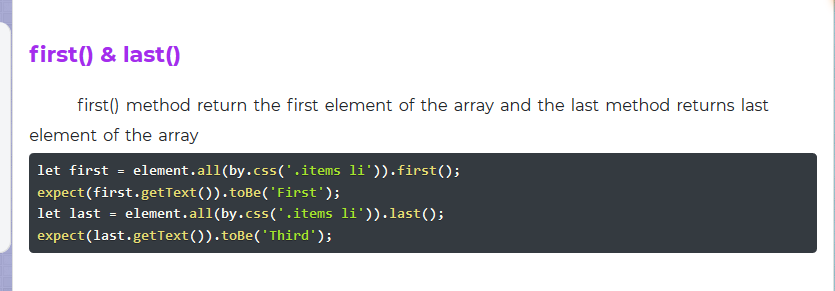 first() & last()
first() method return the first element of the array and the last method returns last
element of the array
let first = element.all(by.css('.items li')).first();
expect(first.getText()).toBe('First');
let last = element.all(by.css('.items li')).last();
expect(last.getText()).toBe('Third');